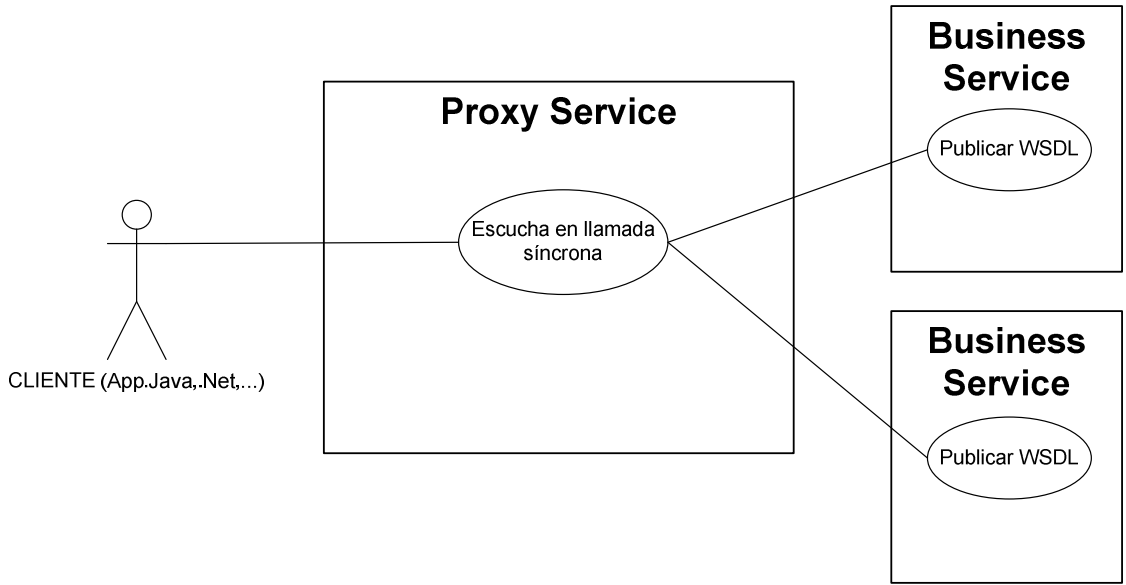 Business
Service
Publicar WSDL
Proxy Service
Escucha en llamada
síncrona
CLIENTE (App.Java,.Net,...)
Business
Service
Publicar WSDL